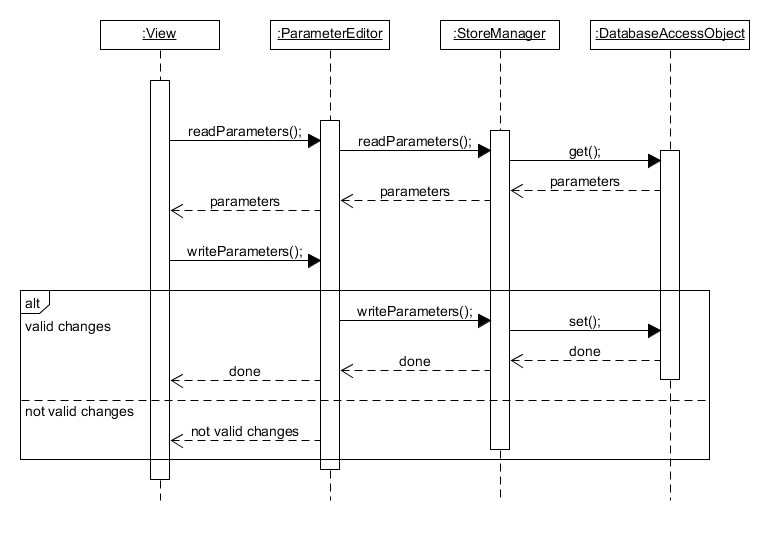 :View
:ParameterEditor
:StoreManager
:DatabaseAccessObject
readParameters();
readParameters();
get();
parameters
parameters
parameters
writeParameters();
alt
valid changes
writeParameters();
set();
done
done
done
not valid changes
not valid changes